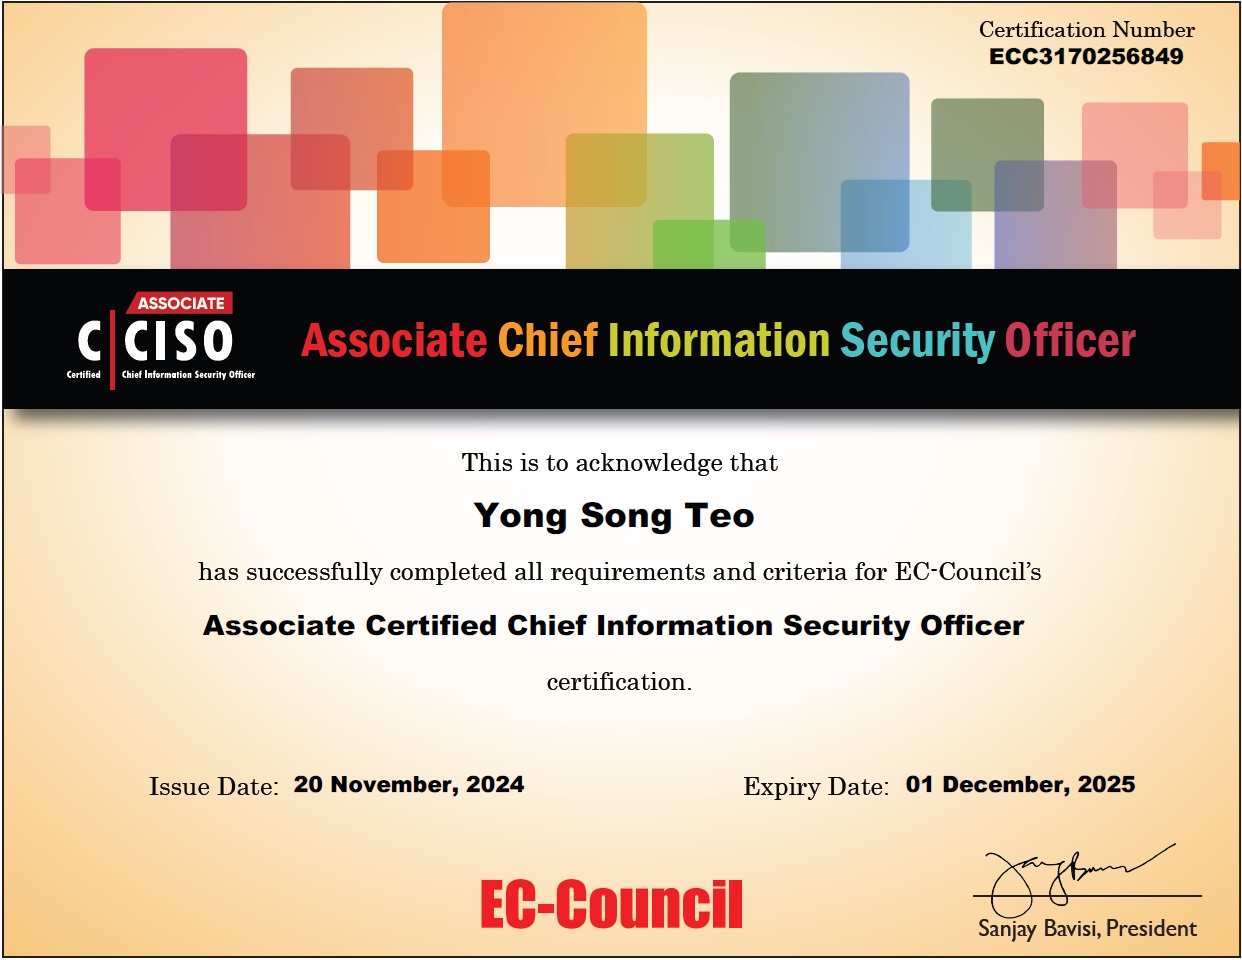 Certification Number
ECC3170256849
ASSOCIATE
C CISO
Certified Chief Information Security Officer
Associate Chief Information Security Officer
This is to acknowledge that
Yong Song Teo
has successfully completed all requirements and criteria for EC-Council’s
Associate Certified Chief Information Security Officer
certification.
Issue Date: 20 November, 2024
Expiry Date: 01 December, 2025
EC-Council
Sanjay Bavisi, President